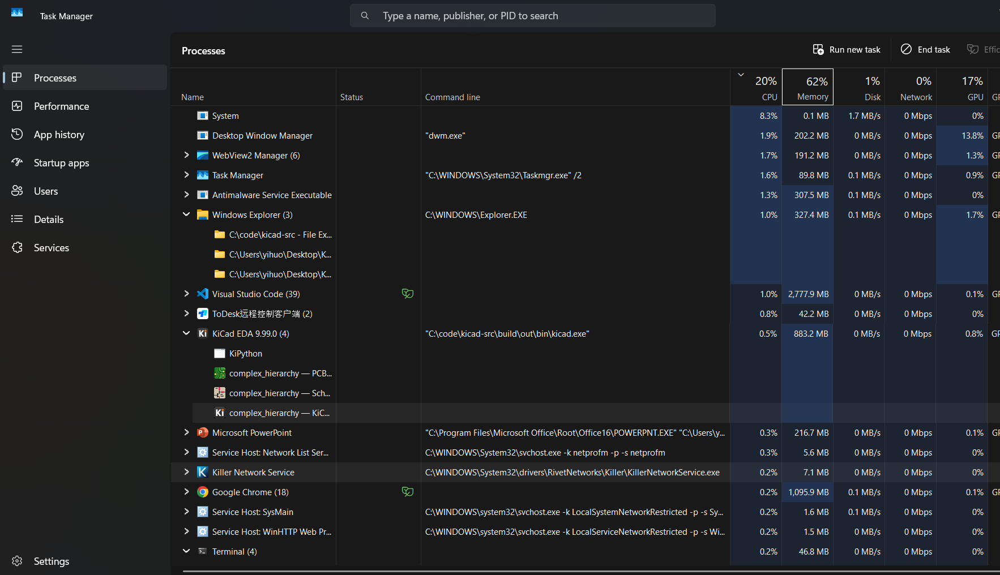 Task Manager
Type a name, publisher, or PID to search
Processes
Performance
App history
Startup apps
Users
Details
Services
Settings
Processes
Run new task
End task
Effic
20% 62% 1% 0% 17%
Name Status Command line CPU Memory Disk Network GPU GP
System 8.3% 0.1 MB 1.7 MB/s 0 Mbps 0%
Desktop Window Manager "dwm.exe" 1.9% 202.2 MB 0 MB/s 0 Mbps 13.8% GP
WebView2 Manager (6) 1.7% 191.2 MB 0 MB/s 0 Mbps 1.3% GP
Task Manager "C:\WINDOWS\System32\Taskmgr.exe" /2 1.6% 89.8 MB 0.1 MB/s 0 Mbps 0.9% GP
Antimalware Service Executable 1.3% 307.5 MB 0.1 MB/s 0 Mbps 0%
Windows Explorer (3) C:\WINDOWS\Explorer.EXE 1.0% 327.4 MB 0.1 MB/s 0 Mbps 1.7% GP
C:\code\kicad-src - File Ex...
C:\Users\yihuo\Desktop\K...
C:\Users\yihuo\Desktop\K...
Visual Studio Code (39) 1.0% 2,777.9 MB 0 MB/s 0 Mbps 0.1% GP
ToDesk远程控制客户端 (2) 0.8% 42.2 MB 0 MB/s 0 Mbps 0%
Ki KiCad EDA 9.99.0 (4) "C:\code\kicad-src\build\out\bin\kicad.exe" 0.5% 883.2 MB 0 MB/s 0 Mbps 0.8% GP
KiPython
complex_hierarchy — PCB...
complex_hierarchy — Sch...
Ki complex_hierarchy — KiC...
Microsoft PowerPoint "C:\Program Files\Microsoft Office\Root\Office16\POWERPNT.EXE" "C:\Users\y... 0.3% 216.7 MB 0 MB/s 0 Mbps 0.1% GP
Service Host: Network List Ser... C:\WINDOWS\System32\svchost.exe -k netprofm -p -s netprofm 0.3% 5.6 MB 0 MB/s 0 Mbps 0%
Killer Network Service C:\WINDOWS\System32\drivers\RivetNetworks\Killer\KillerNetworkService.exe 0.2% 7.1 MB 0 MB/s 0 Mbps 0%
Google Chrome (18) 0.2% 1,095.9 MB 0.1 MB/s 0 Mbps 0.1% GP
Service Host: SysMain C:\WINDOWS\system32\svchost.exe -k LocalSystemNetworkRestricted -p -s Sy... 0.2% 1.6 MB 0.1 MB/s 0 Mbps 0%
Service Host: WinHTTP Web Pr... C:\WINDOWS\system32\svchost.exe -k LocalServiceNetworkRestricted -p -s Wi... 0.2% 1.5 MB 0 MB/s 0 Mbps 0%
Terminal (4) 0.2% 46.8 MB 0 MB/s 0 Mbps 0%